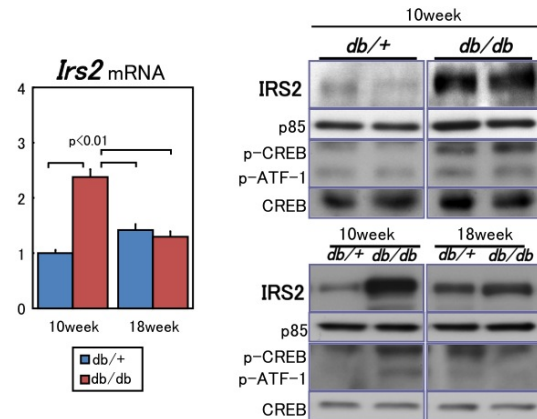 Irs2 mRNA
4
3
2
1
0
p<0.01
10week 18week
db/+
db/db
10week
db/+ db/db
IRS2
p85
p-CREB
p-ATF-1
CREB
10week 18week
db/+ db/db db/+ db/db
IRS2
p85
p-CREB
p-ATF-1
CREB